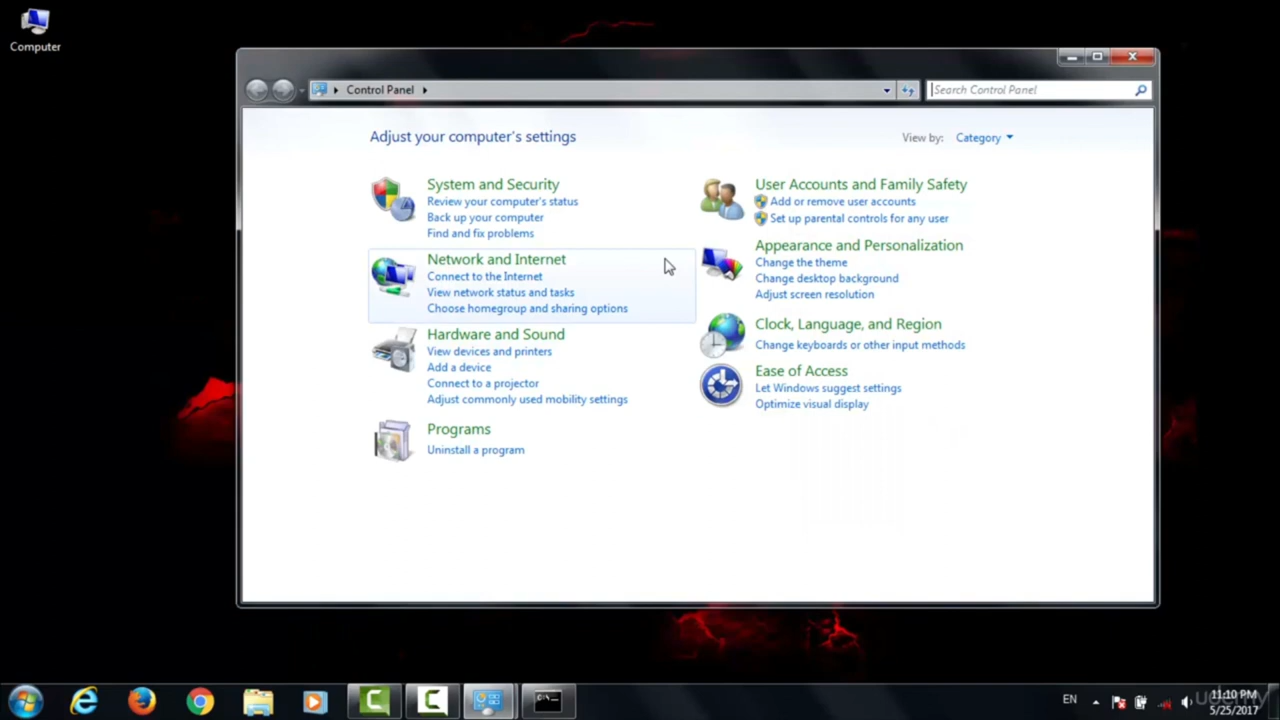 Computer
Control Panel
Search Control Panel
Adjust your computer's settings
View by: Category
System and Security
Review your computer's status
Back up your computer
Find and fix problems
Network and Internet
Connect to the Internet
View network status and tasks
Choose homegroup and sharing options
Hardware and Sound
View devices and printers
Add a device
Connect to a projector
Adjust commonly used mobility settings
Programs
Uninstall a program
User Accounts and Family Safety
Add or remove user accounts
Set up parental controls for any user
Appearance and Personalization
Change the theme
Change desktop background
Adjust screen resolution
Clock, Language, and Region
Change keyboards or other input methods
Ease of Access
Let Windows suggest settings
Optimize visual display
EN
11:10 PM
5/25/2017
udemy